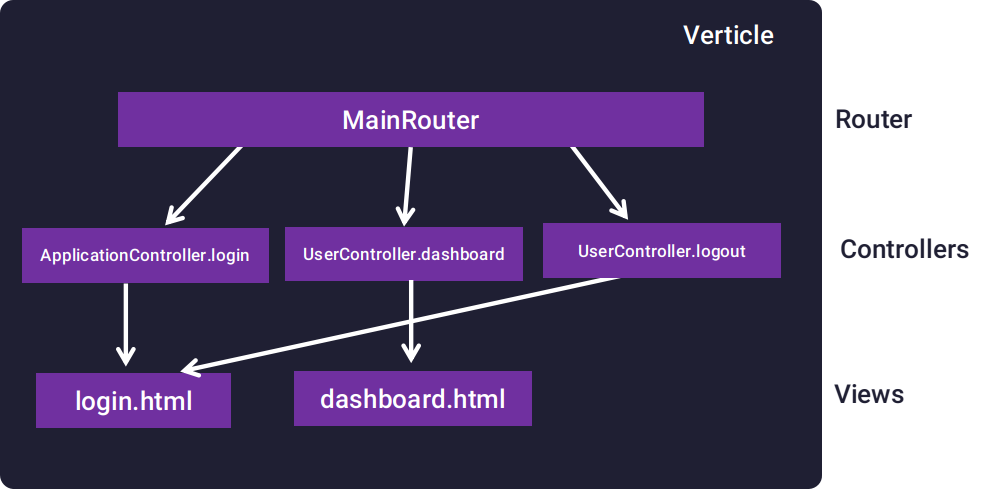 Verticle
MainRouter
Router
ApplicationController.login
UserController.dashboard
UserController.logout
Controllers
login.html
dashboard.html
Views